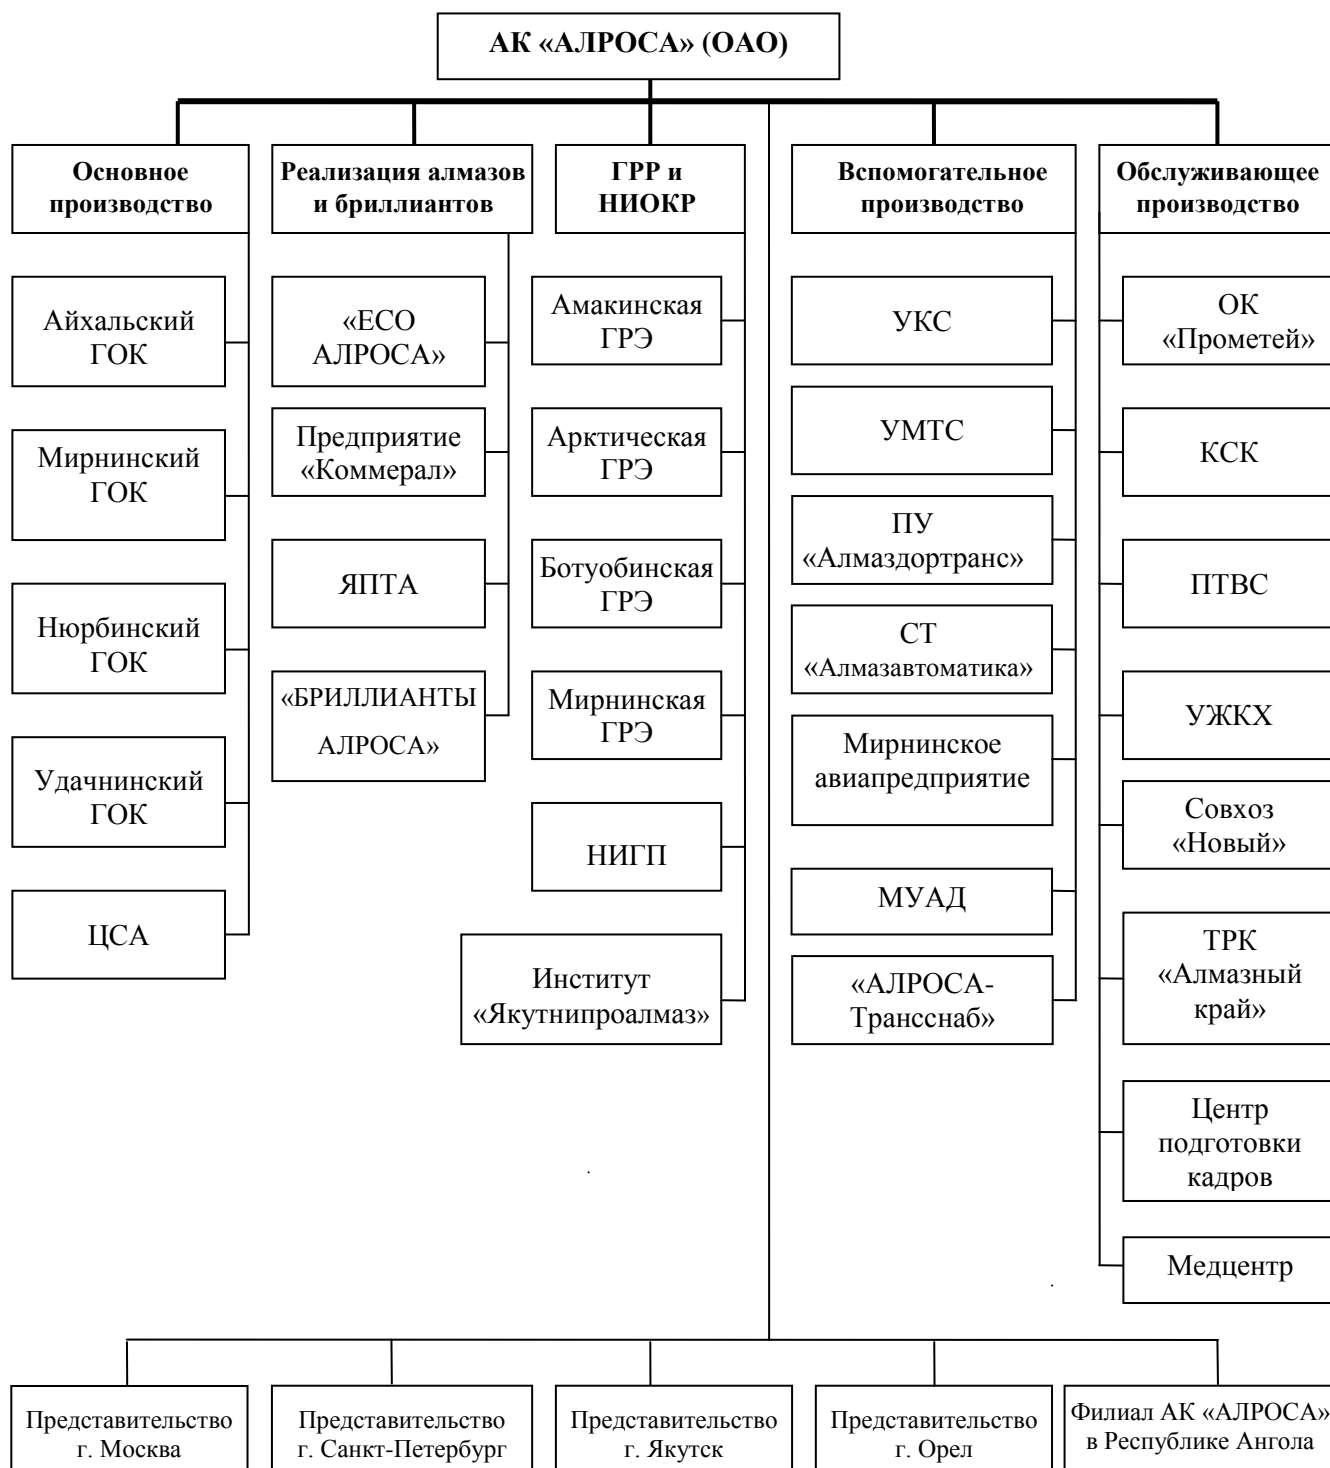 АК «АЛРОСА» (ОАО)
Основное
производство
Айхальский
ГОК
Мирнинский
ГОК
Нюрбинский
ГОК
Удачнинский
ГОК
ЦСА
Реализация алмазов
и бриллиантов
«ЕСО
АЛРОСА»
Предприятие
«Коммерал»
ЯПТА
«БРИЛЛИАНТЫ
АЛРОСА»
ГРР и
НИОКР
Амакинская
ГРЭ
Арктическая
ГРЭ
Ботуобинская
ГРЭ
Мирнинская
ГРЭ
НИГП
Институт
«Якутнипроалмаз»
Вспомогательное
производство
УКС
УМТС
ПУ
«Алмаздортранс»
СТ
«Алмазавтоматика»
Мирнинское
авиапредприятие
МУАД
«АЛРОСА-
Трансснаб»
Обслуживающее
производство
ОК
«Прометей»
КСК
ПТВС
УЖКХ
Совхоз
«Новый»
ТРК
«Алмазный
край»
Центр
подготовки
кадров
Медцентр
Представительство
г. Москва
Представительство
г. Санкт-Петербург
Представительство
г. Якутск
Представительство
г. Орел
Филиал АК «АЛРОСА»
в Республике Ангола